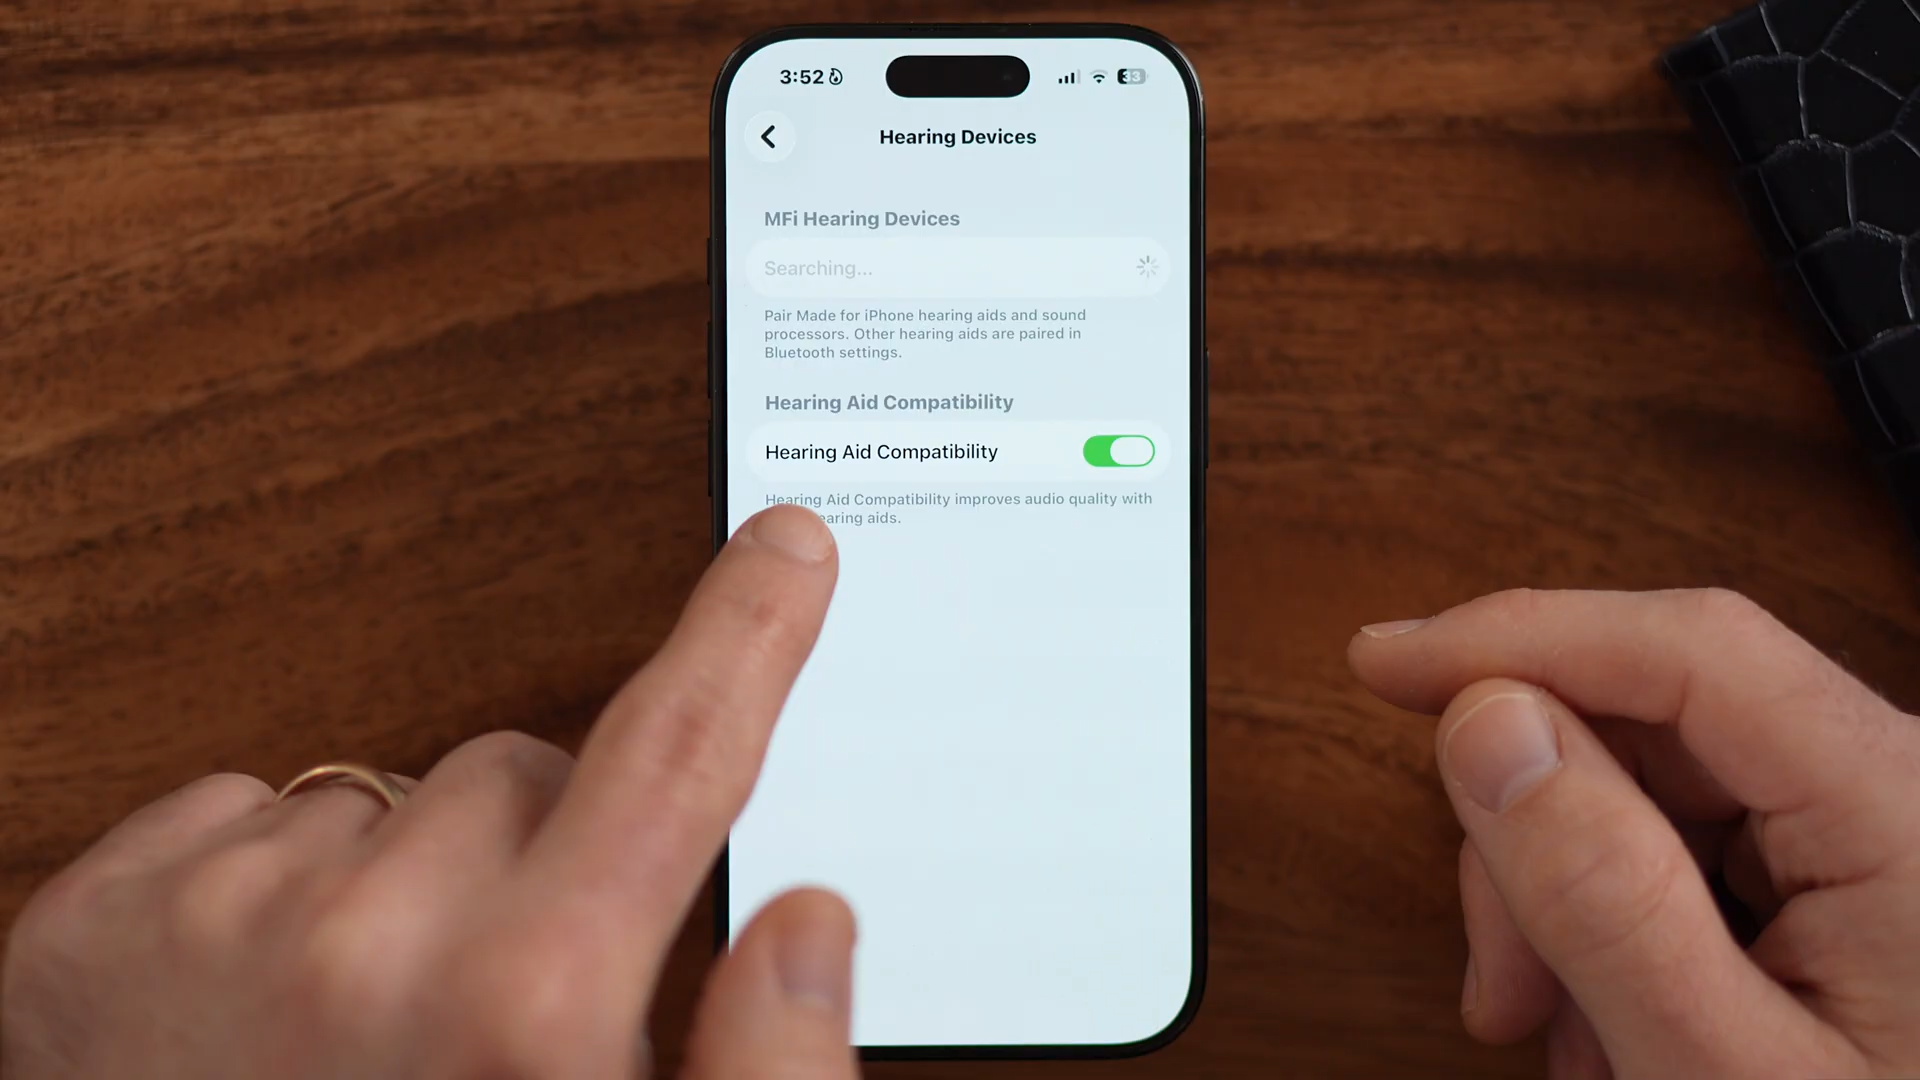 3:52
33
Hearing Devices
MFi Hearing Devices
Searching...
Pair Made for iPhone hearing aids and sound
processors. Other hearing aids are paired in
Bluetooth settings.
Hearing Aid Compatibility
Hearing Aid Compatibility
Hearing Aid Compatibility improves audio quality with
earing aids.